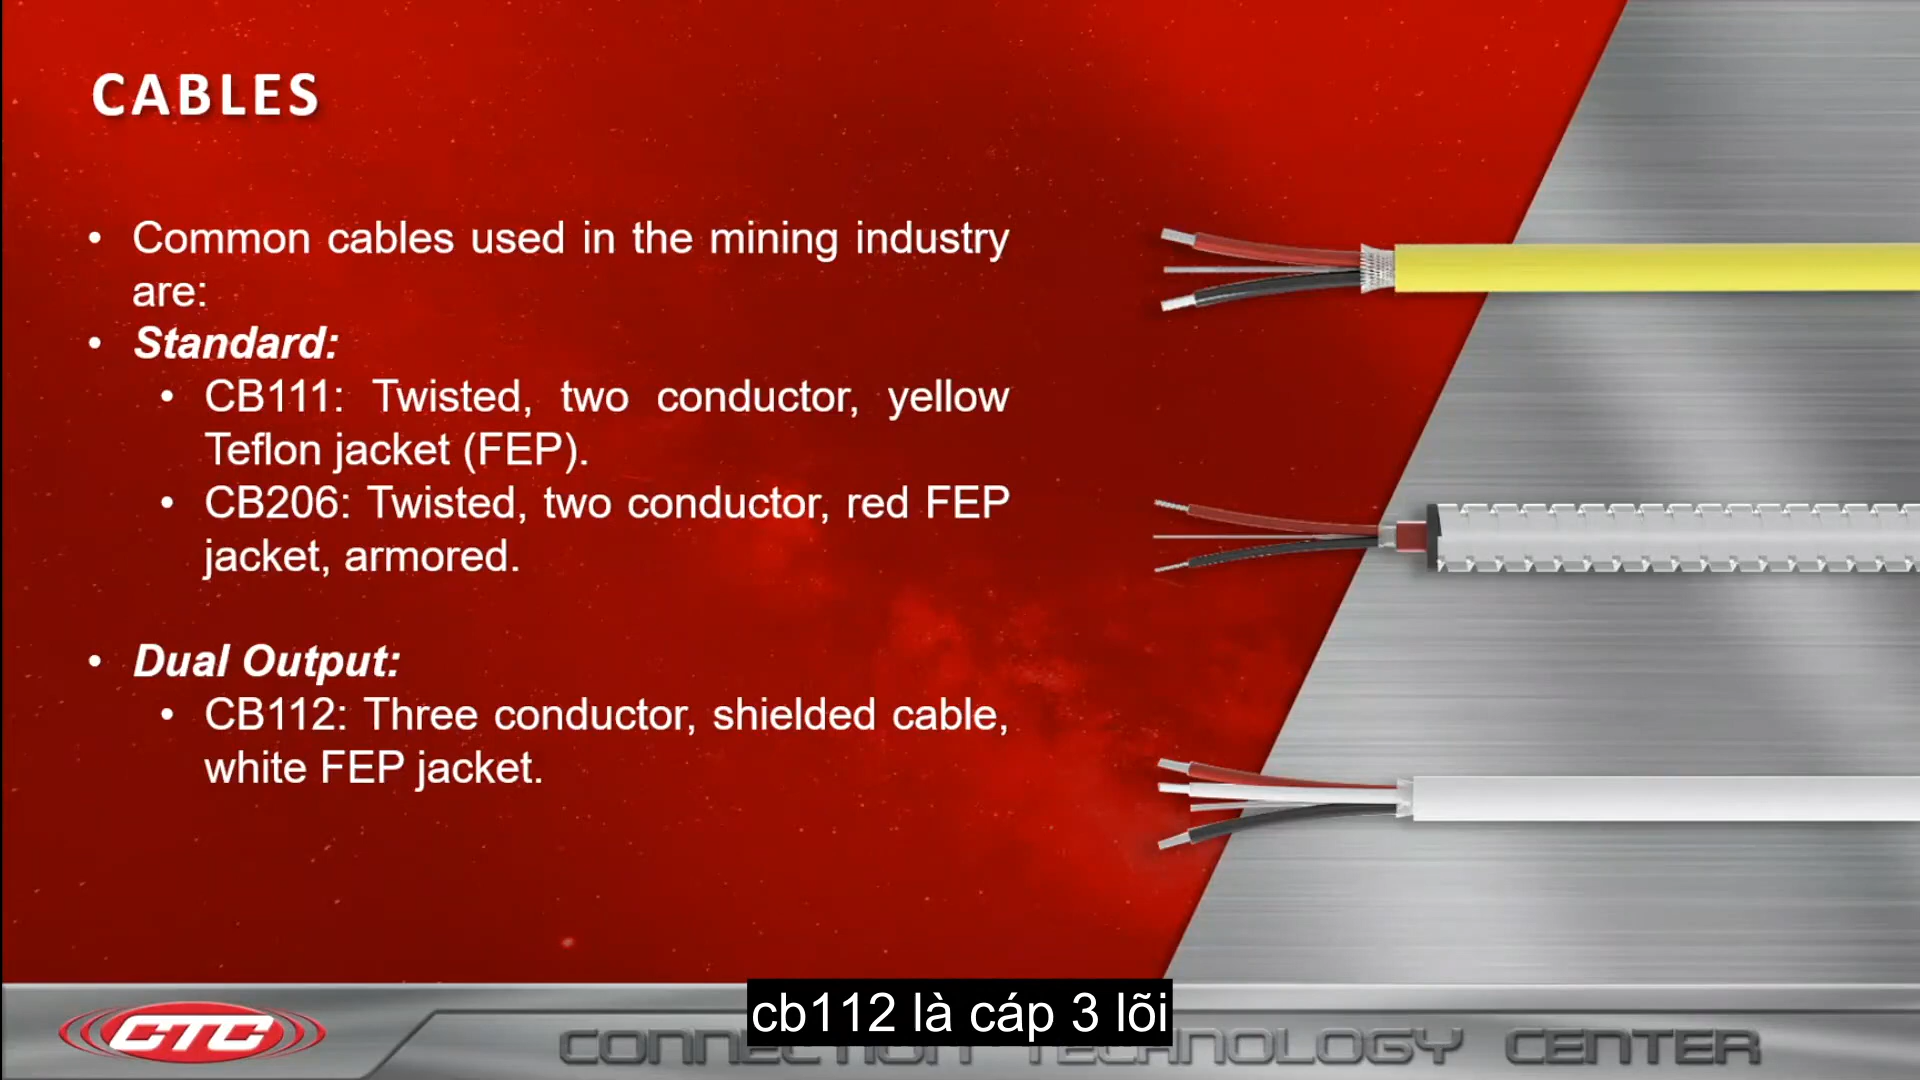 CABLES
• Common cables used in the mining industry
are:
• Standard:
• CB111: Twisted, two conductor, yellow
Teflon jacket (FEP).
• CB206: Twisted, two conductor, red FEP
jacket, armored.
• Dual Output:
• CB112: Three conductor, shielded cable,
white FEP jacket.
cb112 là cáp 3 lõi
CTC
CONNECTION TECHNOLOGY CENTER